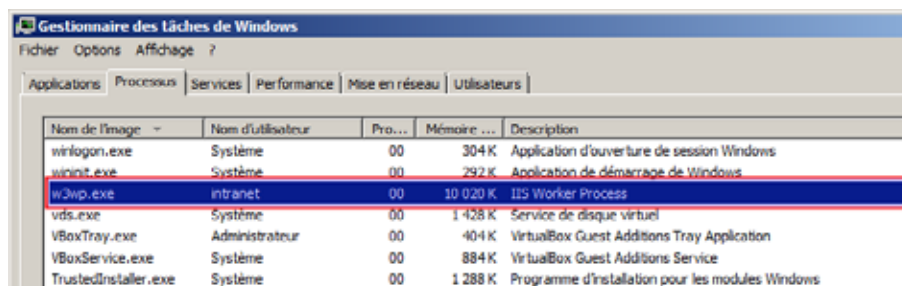 Gestionnaire des tâches de Windows
Fichier Options Affichage ?
Applications Processus Services Performance Mise en réseau Utilisateurs
Nom de l'image Nom d'utilisateur Pro... Mémoire ... Description
winlogon.exe Système 00 304 K Application d'ouverture de session Windows
wininit.exe Système 00 292 K Application de démarrage de Windows
w3wp.exe intranet 00 10 020 K IIS Worker Process
vds.exe Système 00 1 428 K Service de disque virtuel
VBoxTray.exe Administrateur 00 404 K VirtualBox Guest Additions Tray Application
VBoxService.exe Système 00 884 K VirtualBox Guest Additions Service
TrustedInstaller.exe Système 00 1 288 K Programme d'installation pour les modules Windows